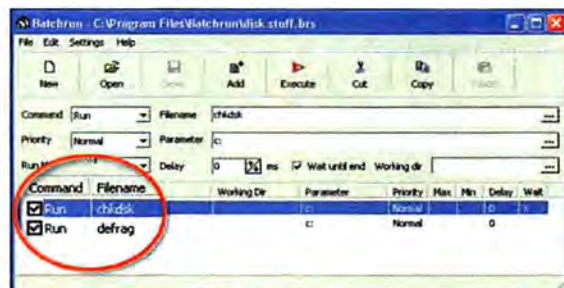 Batchrun - C:\Program Files\Batchrun\disk stuff.brs
File Edit Settings Help
New Open Save Add Execute Cut Copy Paste
Command Run Filename chkdsk
Priority Normal Parameter c:
Delay 0 ms Wait until end Working dir
Command Filename Working Dir Parameter Priority Max Min Delay Wait
Run chkdsk c: Normal 0 X
Run defrag c: Normal 0